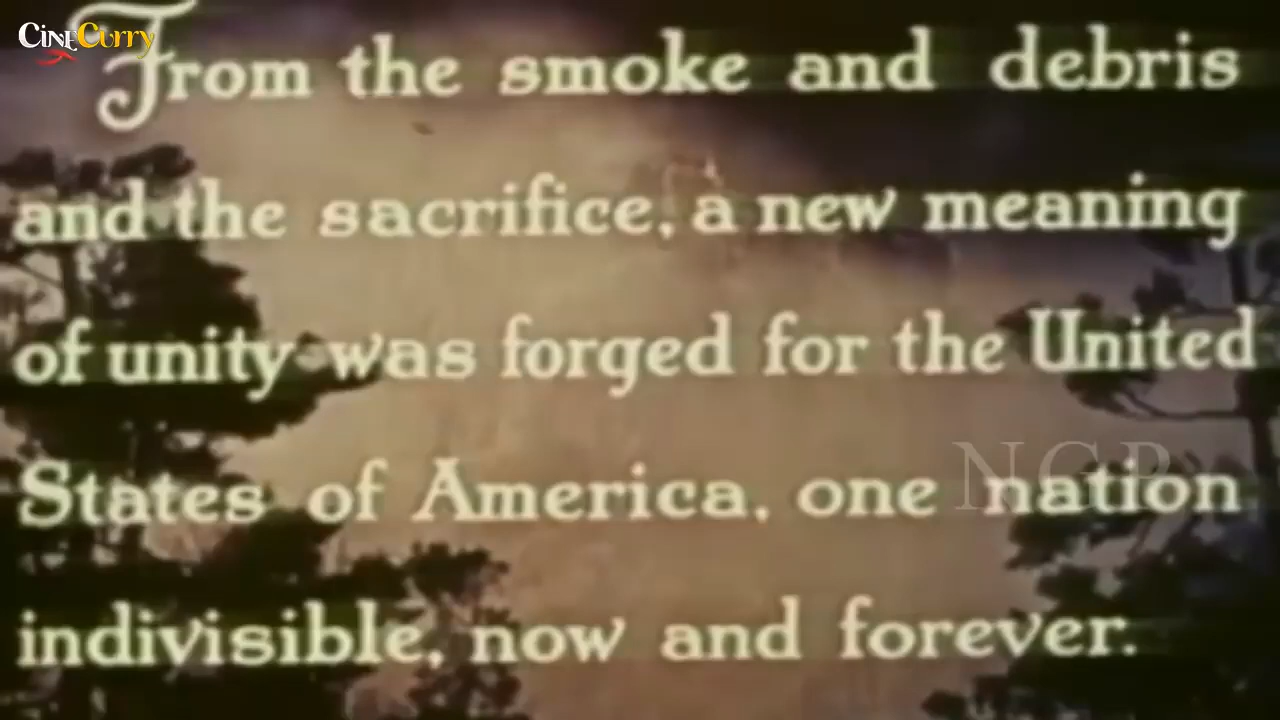 CineCurry
From the smoke and debris
and the sacrifice, a new meaning
of unity was forged for the United
States of America, one nation
NGP
indivisible, now and forever.